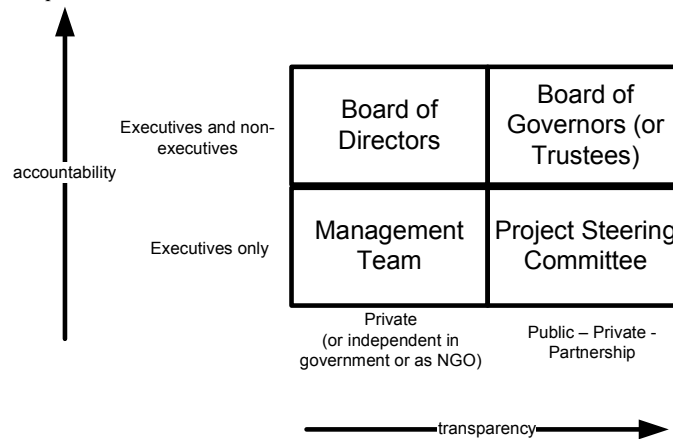 Board of
Directors
Board of
Governors (or
Trustees)
Executives and non-
executives
accountability
Management
Team
Project Steering
Committee
Executives only
Private
(or independent in
government or as NGO)
Public – Private -
Partnership
transparency